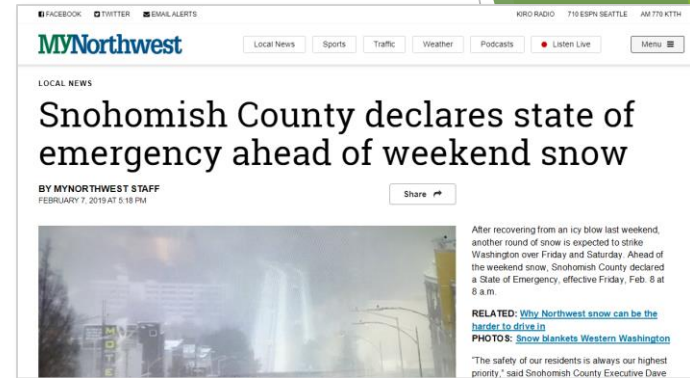 FACEBOOK TWITTER EMAIL ALERTS KIRO RADIO 710 ESPN SEATTLE AM 770 KTTH
MYNorthwest Local News Sports Traffic Weather Podcasts Listen Live Menu
LOCAL NEWS
Snohomish County declares state of
emergency ahead of weekend snow
BY MYNORTHWEST STAFF
FEBRUARY 7, 2019 AT 5:18 PM
Share
After recovering from an icy blow last weekend,
another round of snow is expected to strike
Washington over Friday and Saturday. Ahead of
the weekend snow, Snohomish County declared
a State of Emergency, effective Friday, Feb. 8 at
8 a.m.
RELATED: Why Northwest snow can be the
harder to drive in
PHOTOS: Snow blankets Western Washington
"The safety of our residents is always our highest
priority," said Snohomish County Executive Dave
MOTE